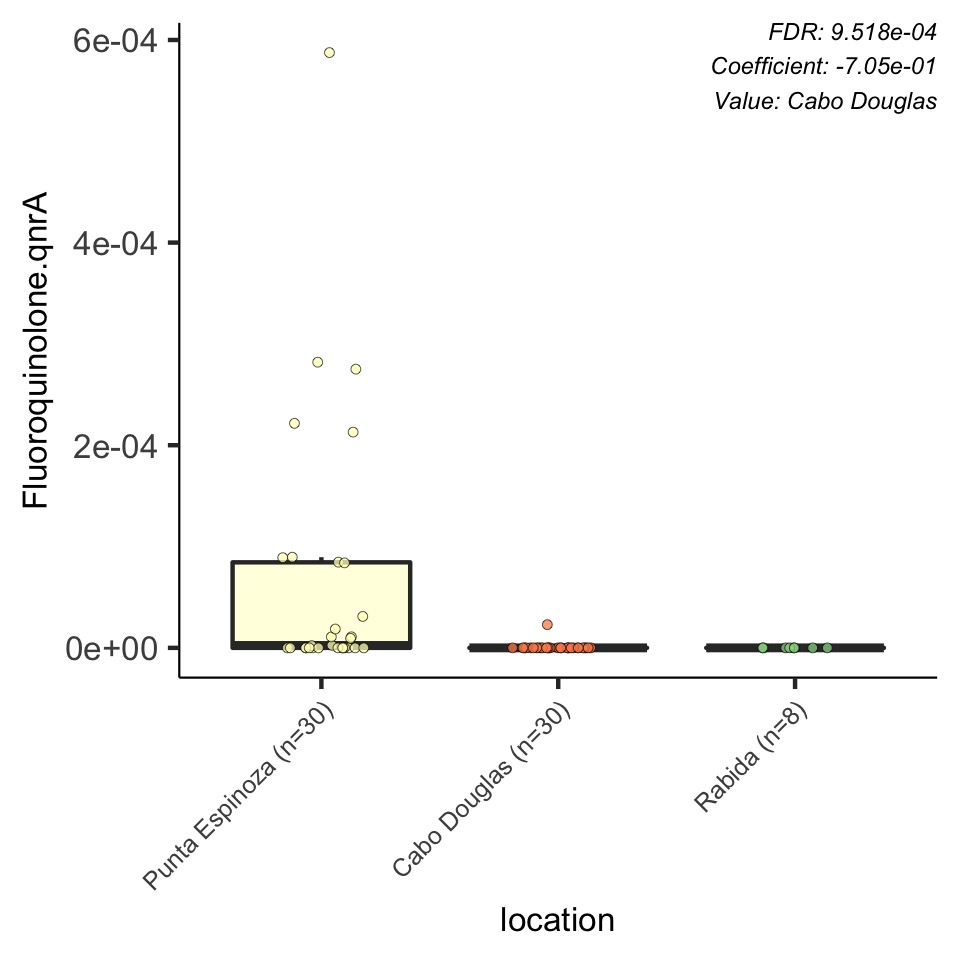 FDR: 9.518e-04
Coefficient: -7.05e-01
Value: Cabo Douglas
Fluoroquinolone.qnrA
6e-04
4e-04
2e-04
0e+00
Punta Espinoza (n=30)
Cabo Douglas (n=30)
Rabida (n=8)
location